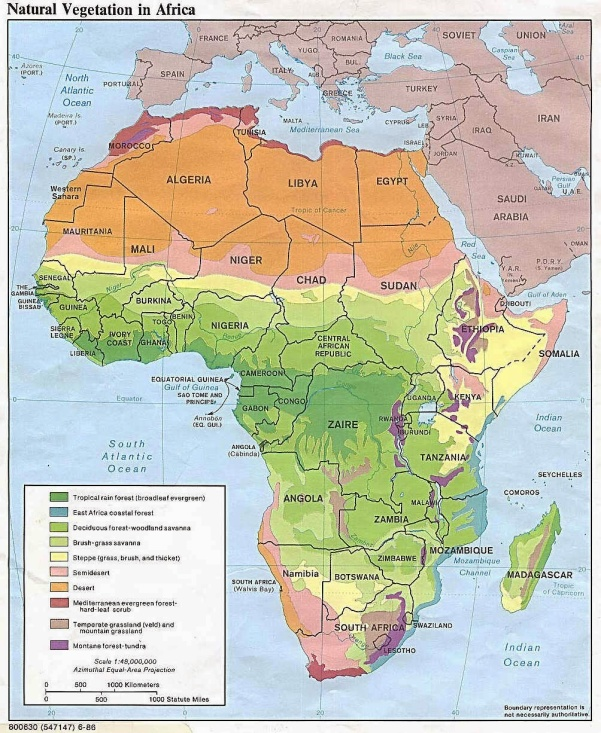 Natural Vegetation in Africa
SOVIET UNION
Aral Sea
Caspian Sea
FRANCE
ROMANIA
YUGO.
BUL.
Black Sea
Azores
(PORT.)
North
Atlantic
Ocean
PORTUGAL
SPAIN
ITALY
GREECE
TURKEY
Madeira Is.
(PORT.)
MALTA
Mediterranean Sea
CYPRUS
LEB.
SYRIA
IRAQ
IRAN
Canary Is.
(SP.)
ISRAEL
JORDAN
KUWAIT
Persian
Gulf
QATAR
U.A.E.
MOROCCO
TUNISIA
ALGERIA
LIBYA
EGYPT
Western
Sahara
SAUDI
ARABIA
Tropic of Cancer
OMAN
MAURITANIA
MALI
NIGER
CHAD
SUDAN
Nile
Red
Sea
Y.A.R.
P.D.R.Y.
(S. Yemen)
Gulf of Aden
DJIBOUTI
SENEGAL
THE
GAMBIA
GUINEA
BISSAU
GUINEA
Niger
BURKINA
(BENIN)
TOGO
NIGERIA
SIERRA
LEONE
LIBERIA
IVORY
COAST
GHANA
CENTRAL
AFRICAN
REPUBLIC
ETHIOPIA
SOMALIA
CAMEROON
EQUATORIAL GUINEA
Gulf of Guinea
SAO TOME AND
PRINCIPE
Equator
Annobón
(EQ. GUI.)
GABON
CONGO
ZAIRE
UGANDA
KENYA
RWANDA
BURUNDI
Indian
Ocean
South
Atlantic
Ocean
ANGOLA
(Cabinda)
TANZANIA
SEYCHELLES
COMOROS
ANGOLA
ZAMBIA
MALAWI
MOZAMBIQUE
Mozambique
Channel
ZIMBABWE
MADAGASCAR
Tropic
of Capricorn
SOUTH AFRICA
(Walvis Bay)
Namibia
BOTSWANA
SOUTH AFRICA
SWAZILAND
LESOTHO
Indian
Ocean
Tropical rain forest (broadleaf evergreen)
East Africa coastal forest
Deciduous forest-woodland savanna
Brush-grass savanna
Steppe (grass, brush, and thicket)
Semidesert
Desert
Mediterranean evergreen forest-
hard-leaf scrub
Temperate grassland (veld) and
mountain grassland
Montane forest-tundra
Scale 1:48,000,000
Azimuthal Equal-Area Projection
0 500 1000 Kilometers
0 500 1000 Statute Miles
Boundary representation is
not necessarily authoritative
800630 (547147) 6-86